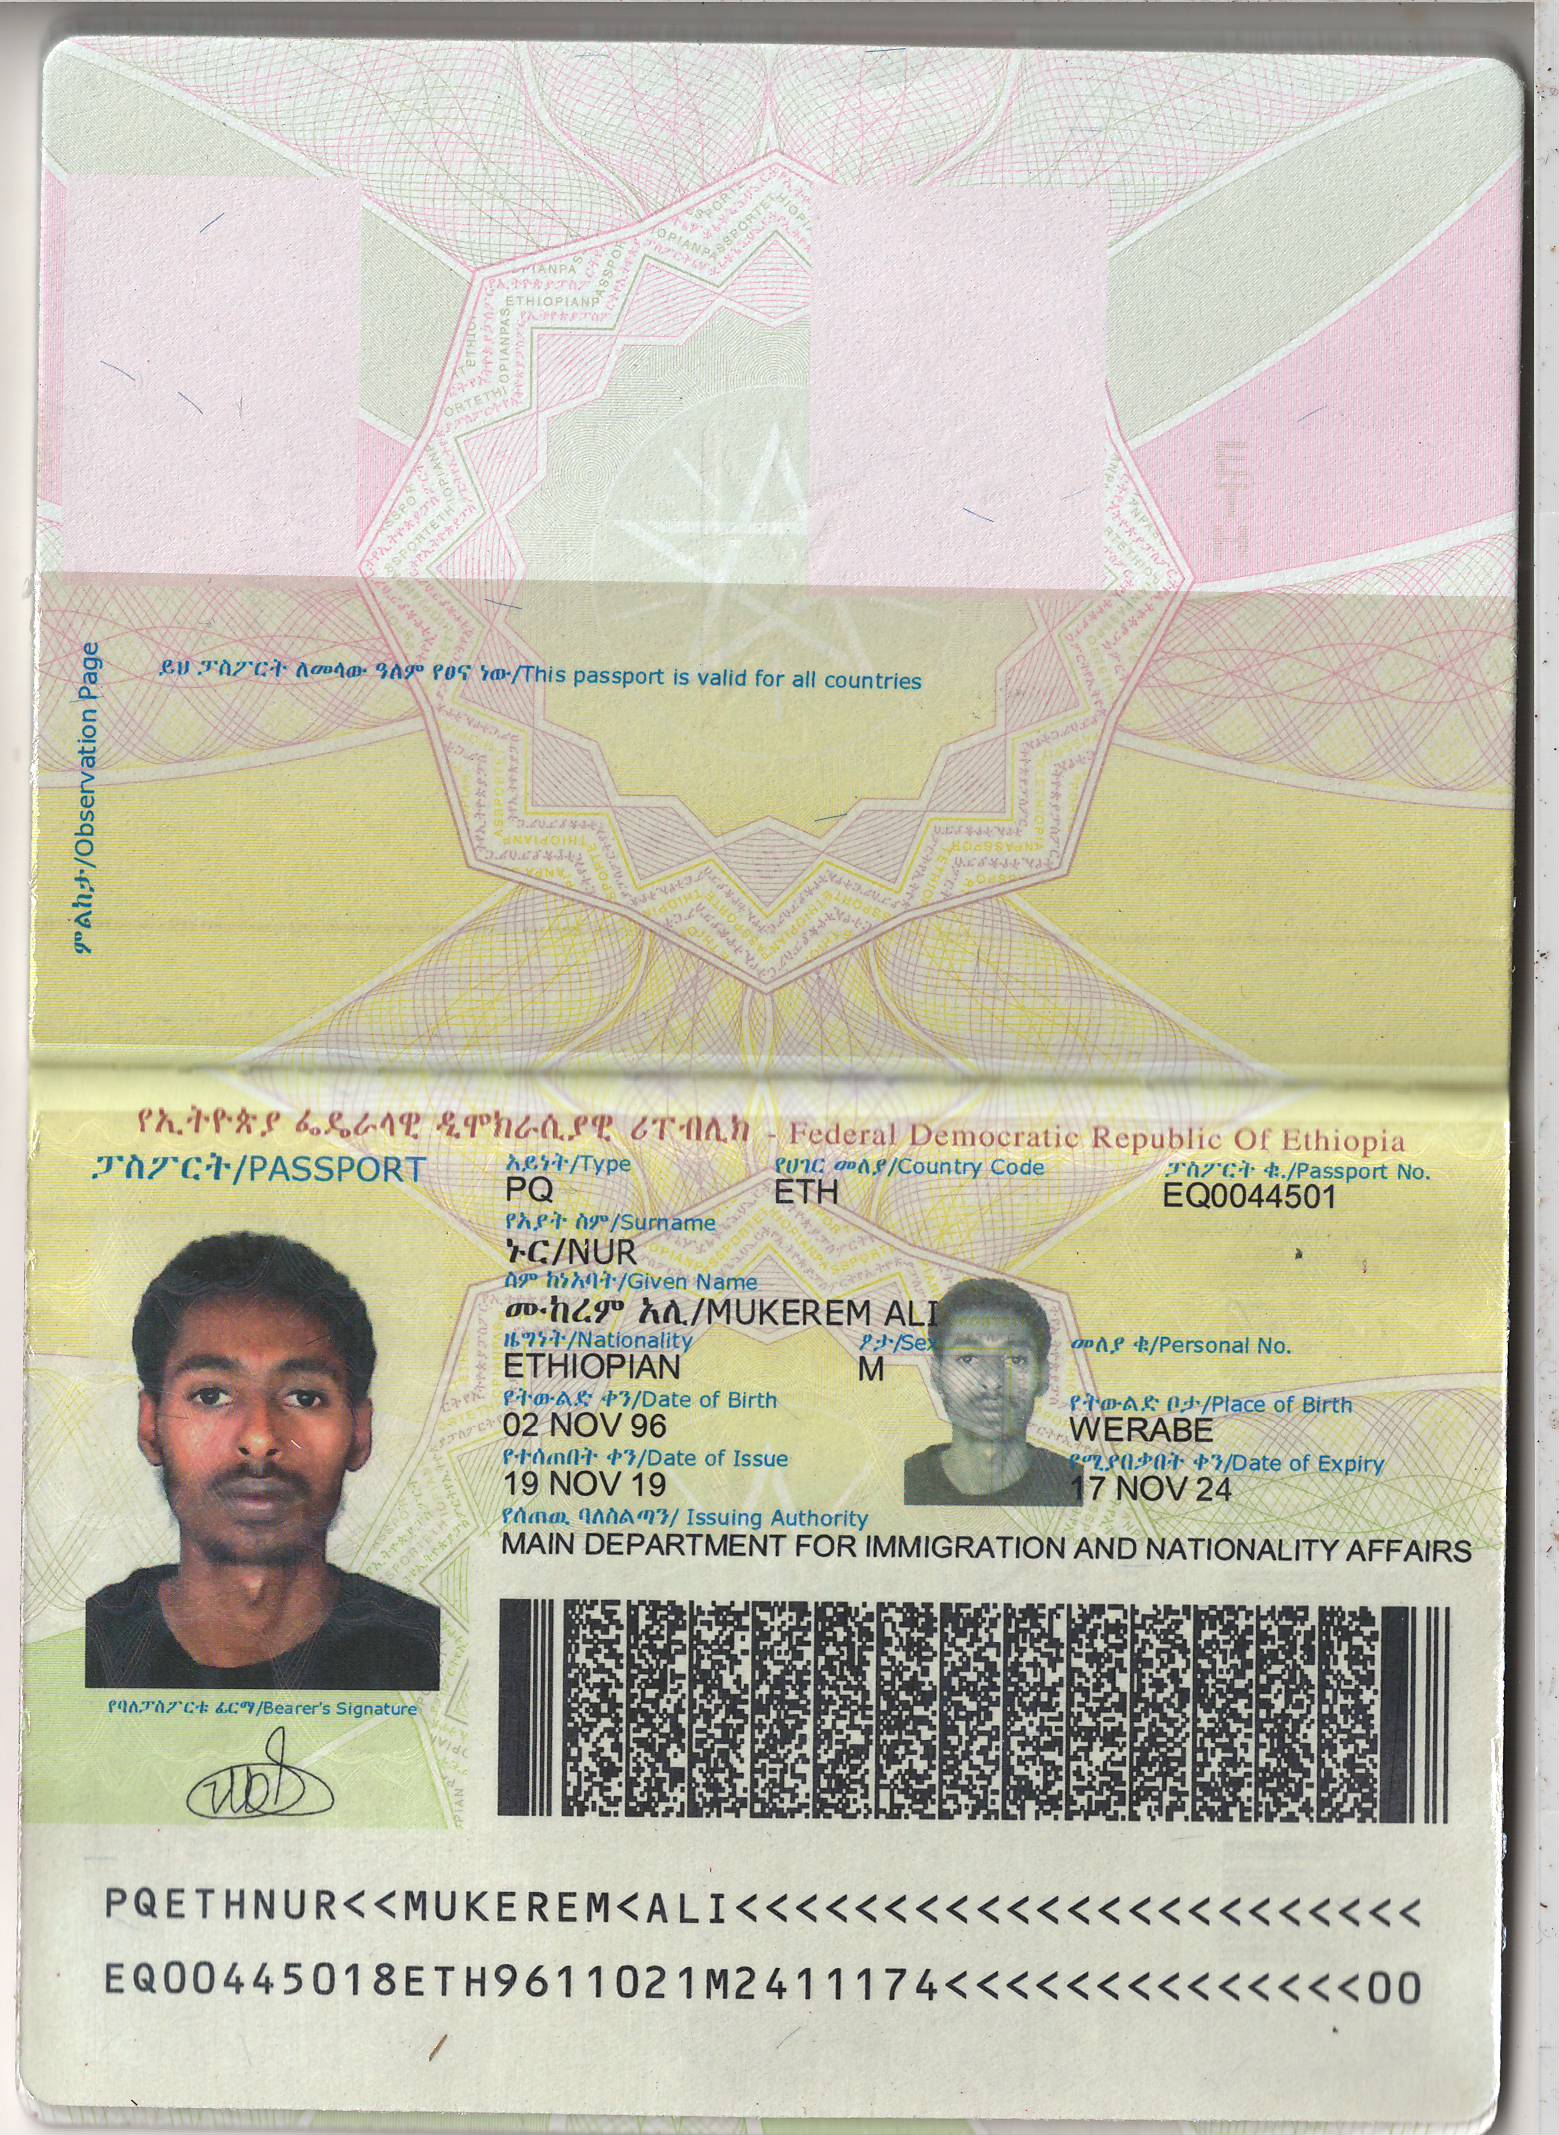 ይህ ፓስፖርት ለመላው ዓለም የፀና ነው/This passport is valid for all countries
ምልከታ/Observation Page
የኢትዮጵያ ፌዴራላዊ ዲሞክራሲያዊ ሪፐብሊክ - Federal Democratic Republic Of Ethiopia
ፓስፖርት/PASSPORT
አይነት/Type የሀገር መለያ/Country Code ፓስፖርት ቁ./Passport No.
PQ ETH EQ0044501
የአያት ስም/Surname
ኑር/NUR
ስም ከነአባት/Given Name
ሙከረም አሊ/MUKEREM ALI
ዜግነት/Nationality ፆታ/Sex መለያ ቁ/Personal No.
ETHIOPIAN M
የትውልድ ቀን/Date of Birth የትውልድ ቦታ/Place of Birth
02 NOV 96 WERABE
የተሰጠበት ቀን/Date of Issue የሚያበቃበት ቀን/Date of Expiry
19 NOV 19 17 NOV 24
የሰጠዉ ባለስልጣን/ Issuing Authority
MAIN DEPARTMENT FOR IMMIGRATION AND NATIONALITY AFFAIRS
የባለፓስፖርቱ ፊርማ/Bearer's Signature
PQETHNUR<<MUKEREM<ALI<<<<<<<<<<<<<<<<<<<<<<<
EQ00445018ETH9611021M2411174<<<<<<<<<<<<<<00